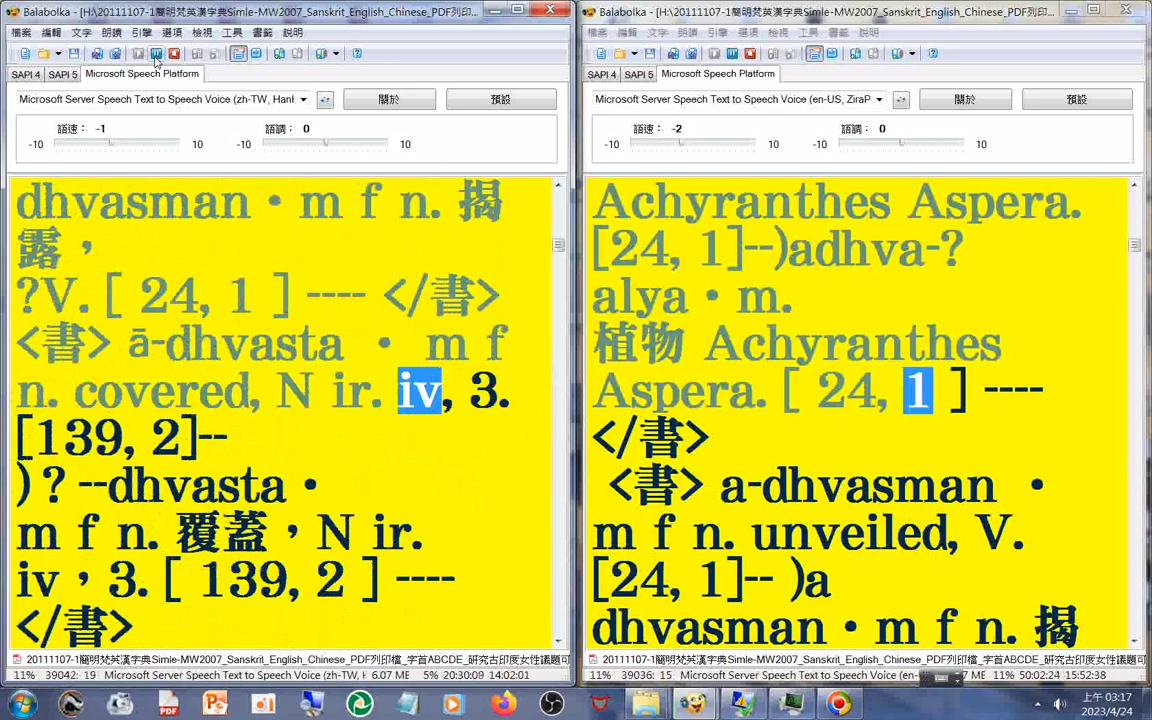 Balabolka - [H:\20111107-1簡明梵英漢字典Simle-MW2007_Sanskrit_English_Chinese_PDF列印...
檔案 編輯 文字 朗讀 引擎 選項 檢視 工具 書籤 說明
SAPI 4 SAPI 5 Microsoft Speech Platform
Microsoft Server Speech Text to Speech Voice (zh-TW, Hanl 關於 預設
語速： -1 語調： 0
-10 10 -10 10
dhvasman・m f n. 揭
露，
?V. [ 24, 1 ] ---- </書>
<書> ā-dhvasta ・ m f
n. covered, N ir. iv, 3.
[139, 2]--
)？--dhvasta・
m f n. 覆蓋，N ir.
iv，3. [ 139, 2 ] ----
</書>
20111107-1簡明梵英漢字典Simle-MW2007_Sanskrit_English_Chinese_PDF列印檔_字首ABCDE_研究古印度女性議題可
11% 39042: 19 Microsoft Server Speech Text to Speech Voice (zh-TW, 6.07 MB 5% 20:30:09 14:02:01
Balabolka - [H:\20111107-1簡明梵英漢字典Simle-MW2007_Sanskrit_English_Chinese_PDF列印...
檔案 編輯 文字 朗讀 引擎 選項 檢視 工具 書籤 說明
SAPI 4 SAPI 5 Microsoft Speech Platform
Microsoft Server Speech Text to Speech Voice (en-US, ZiraP 關於 預設
語速： -2 語調： 0
-10 10 -10 10
Achyranthes Aspera.
[24, 1]--)adhva-?
alya・m.
植物 Achyranthes
Aspera. [ 24, 1 ] ----
</書>
<書> a-dhvasman ・
m f n. unveiled, V.
[24, 1]-- )a
dhvasman・m f n. 揭
20111107-1簡明梵英漢字典Simle-MW2007_Sanskrit_English_Chinese_PDF列印檔_字首ABCDE_研究古印度女性議題可
11% 39036: 15 Microsoft Server Speech Text to Speech Voice (en- 11% 50:02:24 15:52:38
上午 03:17
2023/4/24